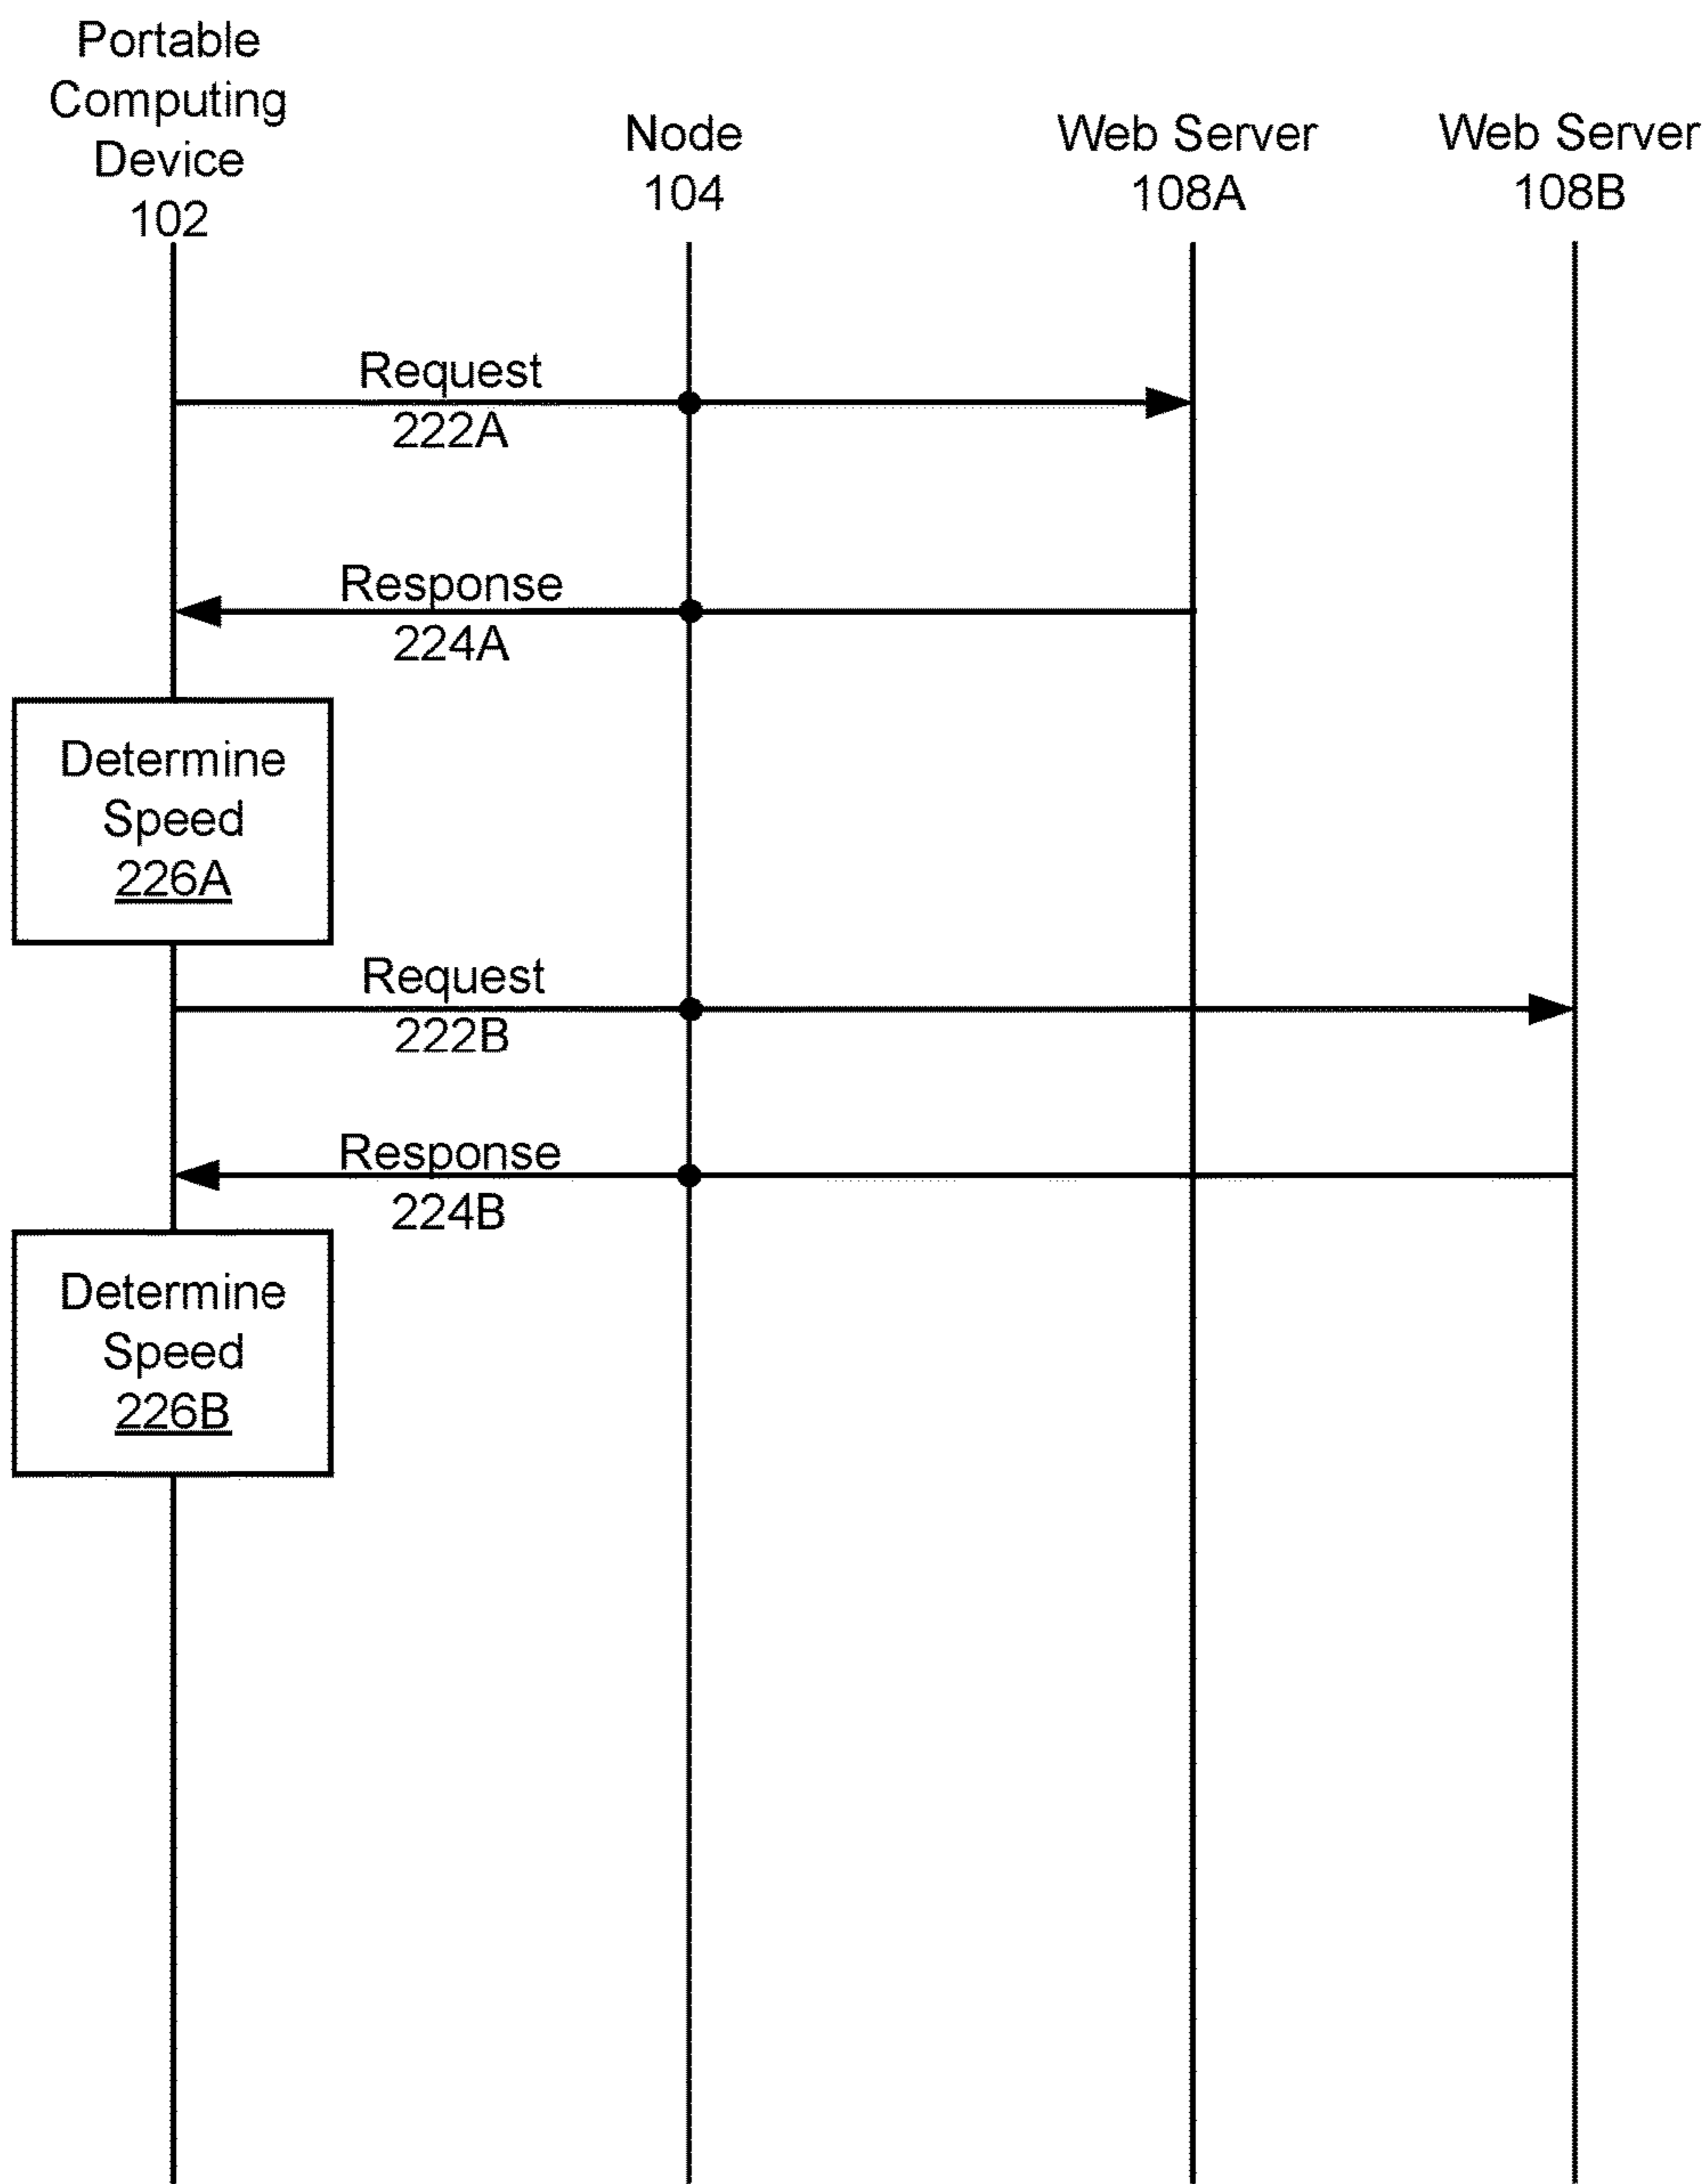 Portable
Computing
Device
102
Node
104
Web Server
108A
Web Server
108B
Request
222A
Response
224A
Determine
Speed
226A
Request
222B
Response
224B
Determine
Speed
226B